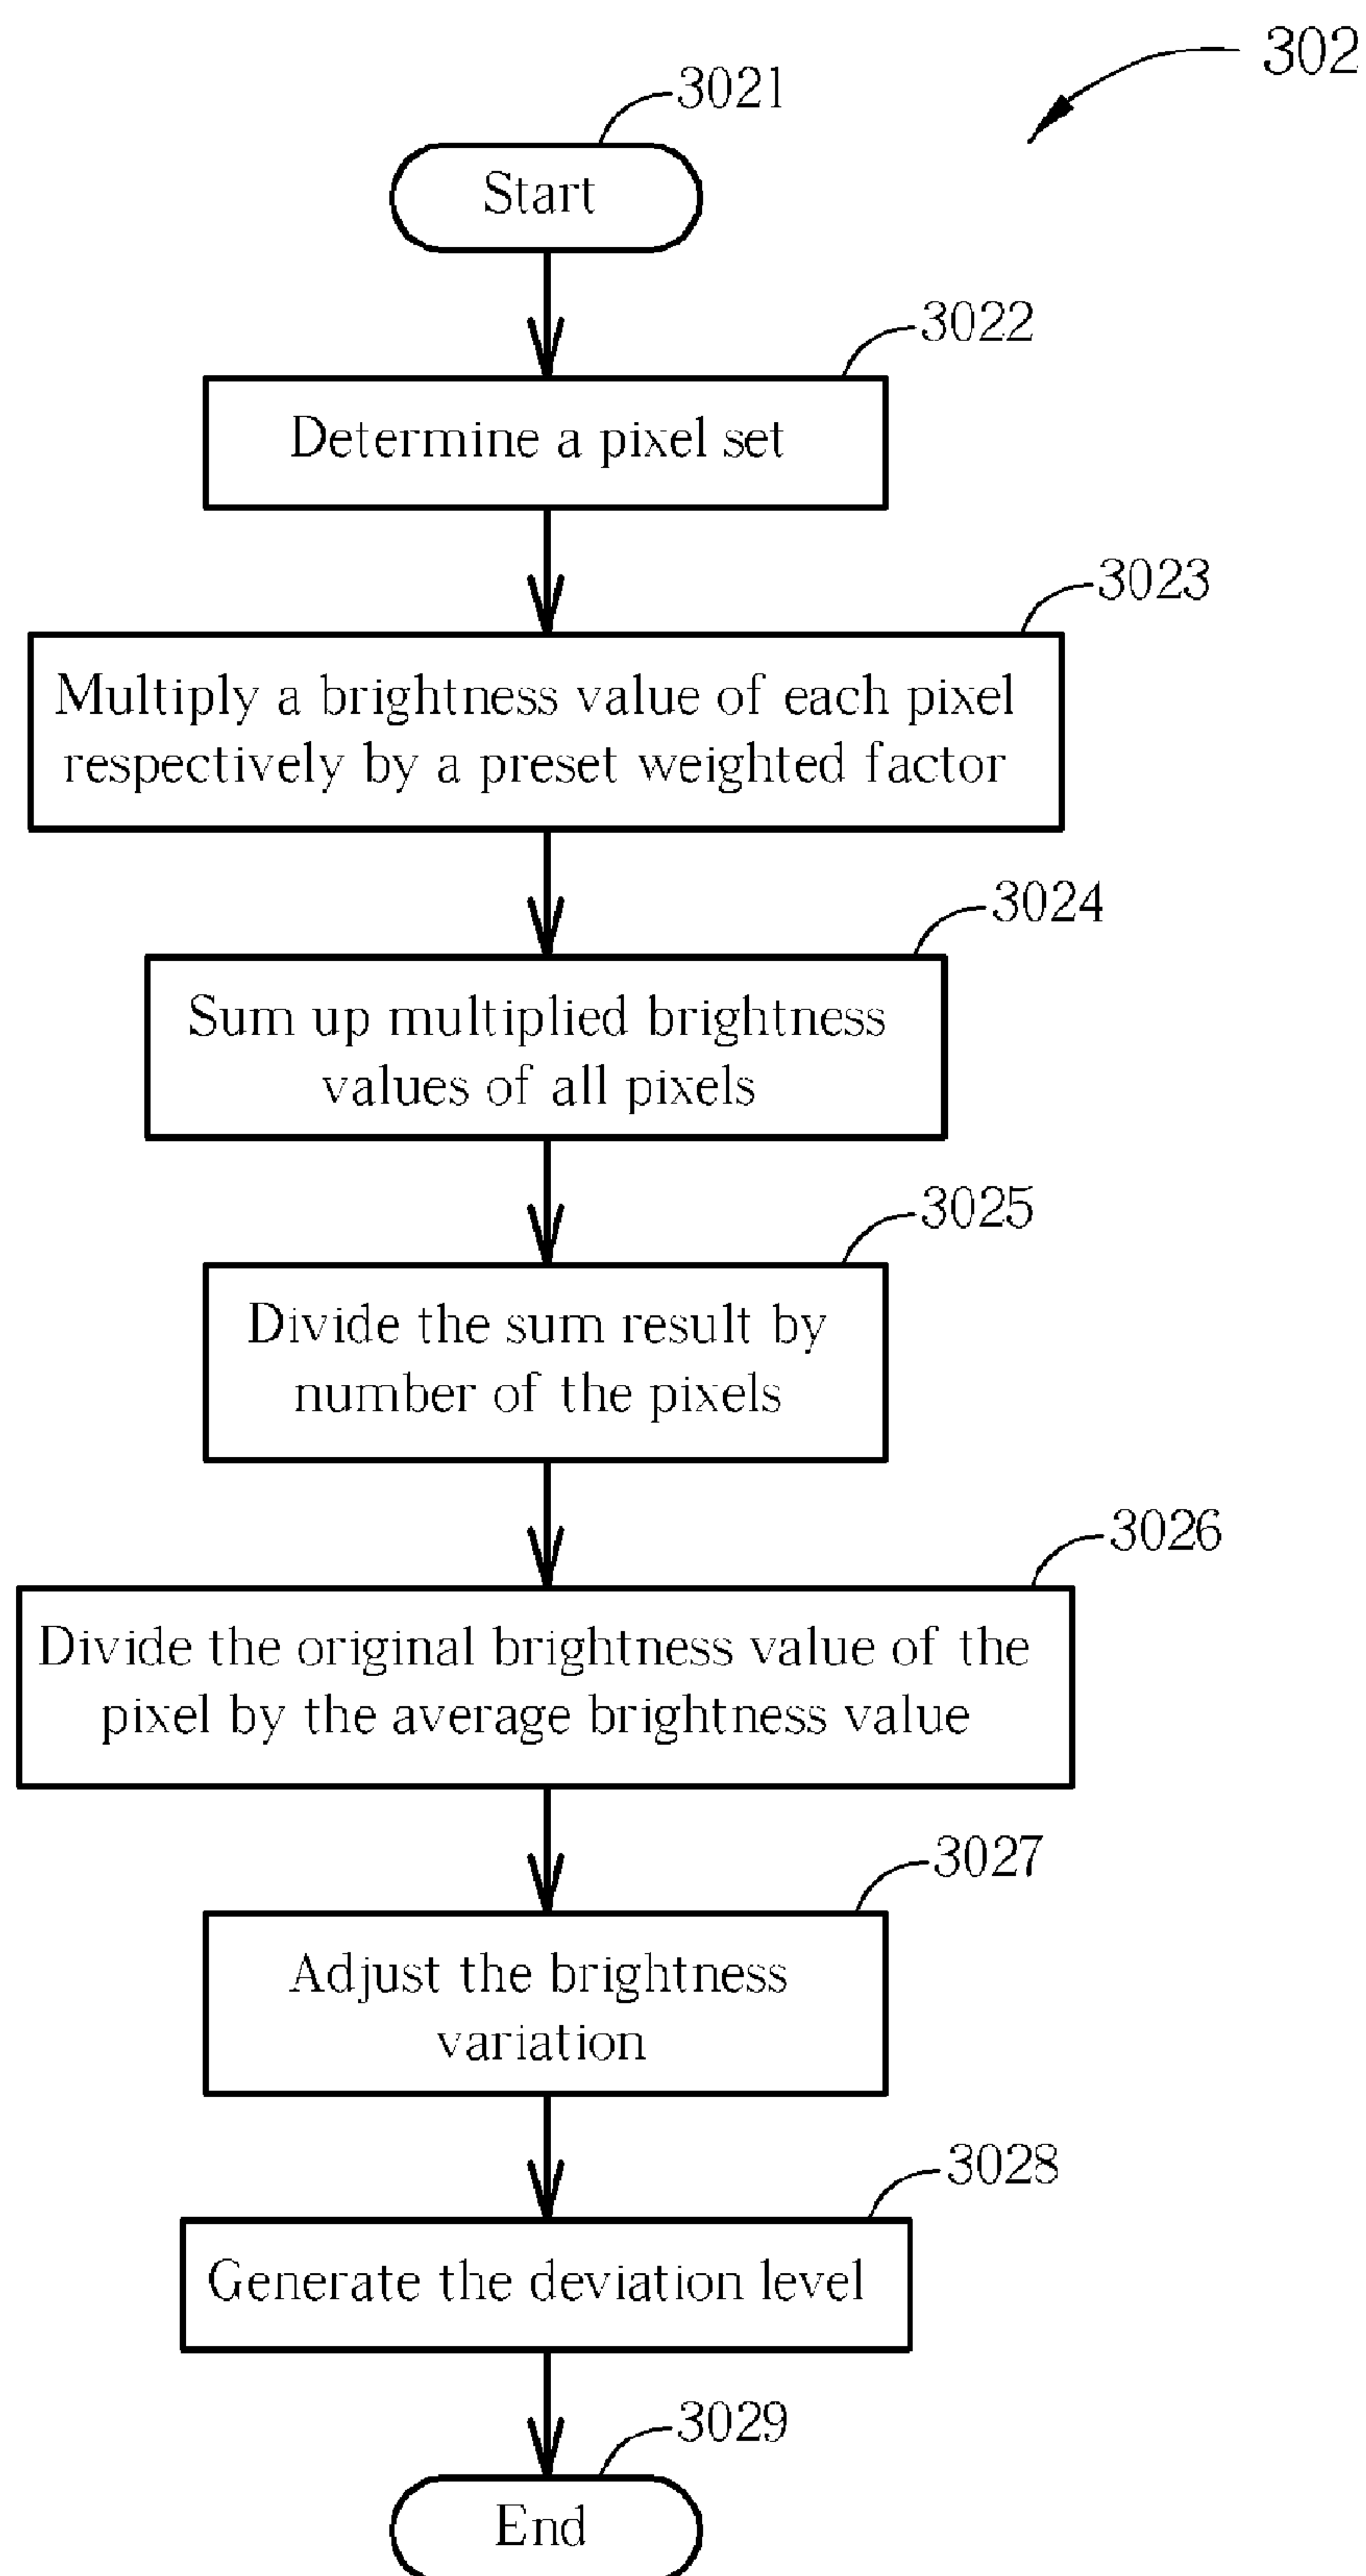 302
3021
Start
3022
Determine a pixel set
3023
Multiply a brightness value of each pixel
respectively by a preset weighted factor
3024
Sum up multiplied brightness
values of all pixels
3025
Divide the sum result by
number of the pixels
3026
Divide the original brightness value of the
pixel by the average brightness value
3027
Adjust the brightness
variation
3028
Generate the deviation level
3029
End